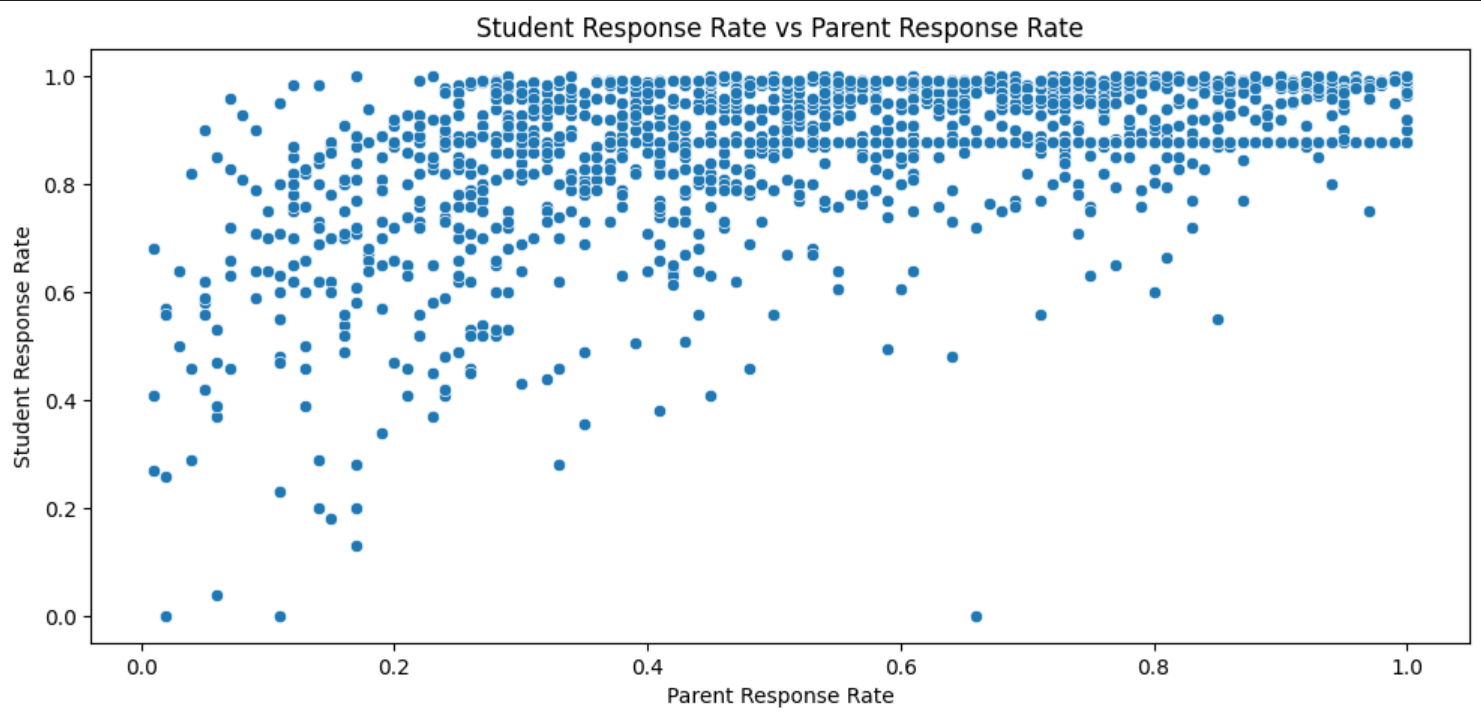 Student Response Rate vs Parent Response Rate
1.0
0.8
0.6
0.4
0.2
0.0
Student Response Rate
0.0 0.2 0.4 0.6 0.8 1.0
Parent Response Rate